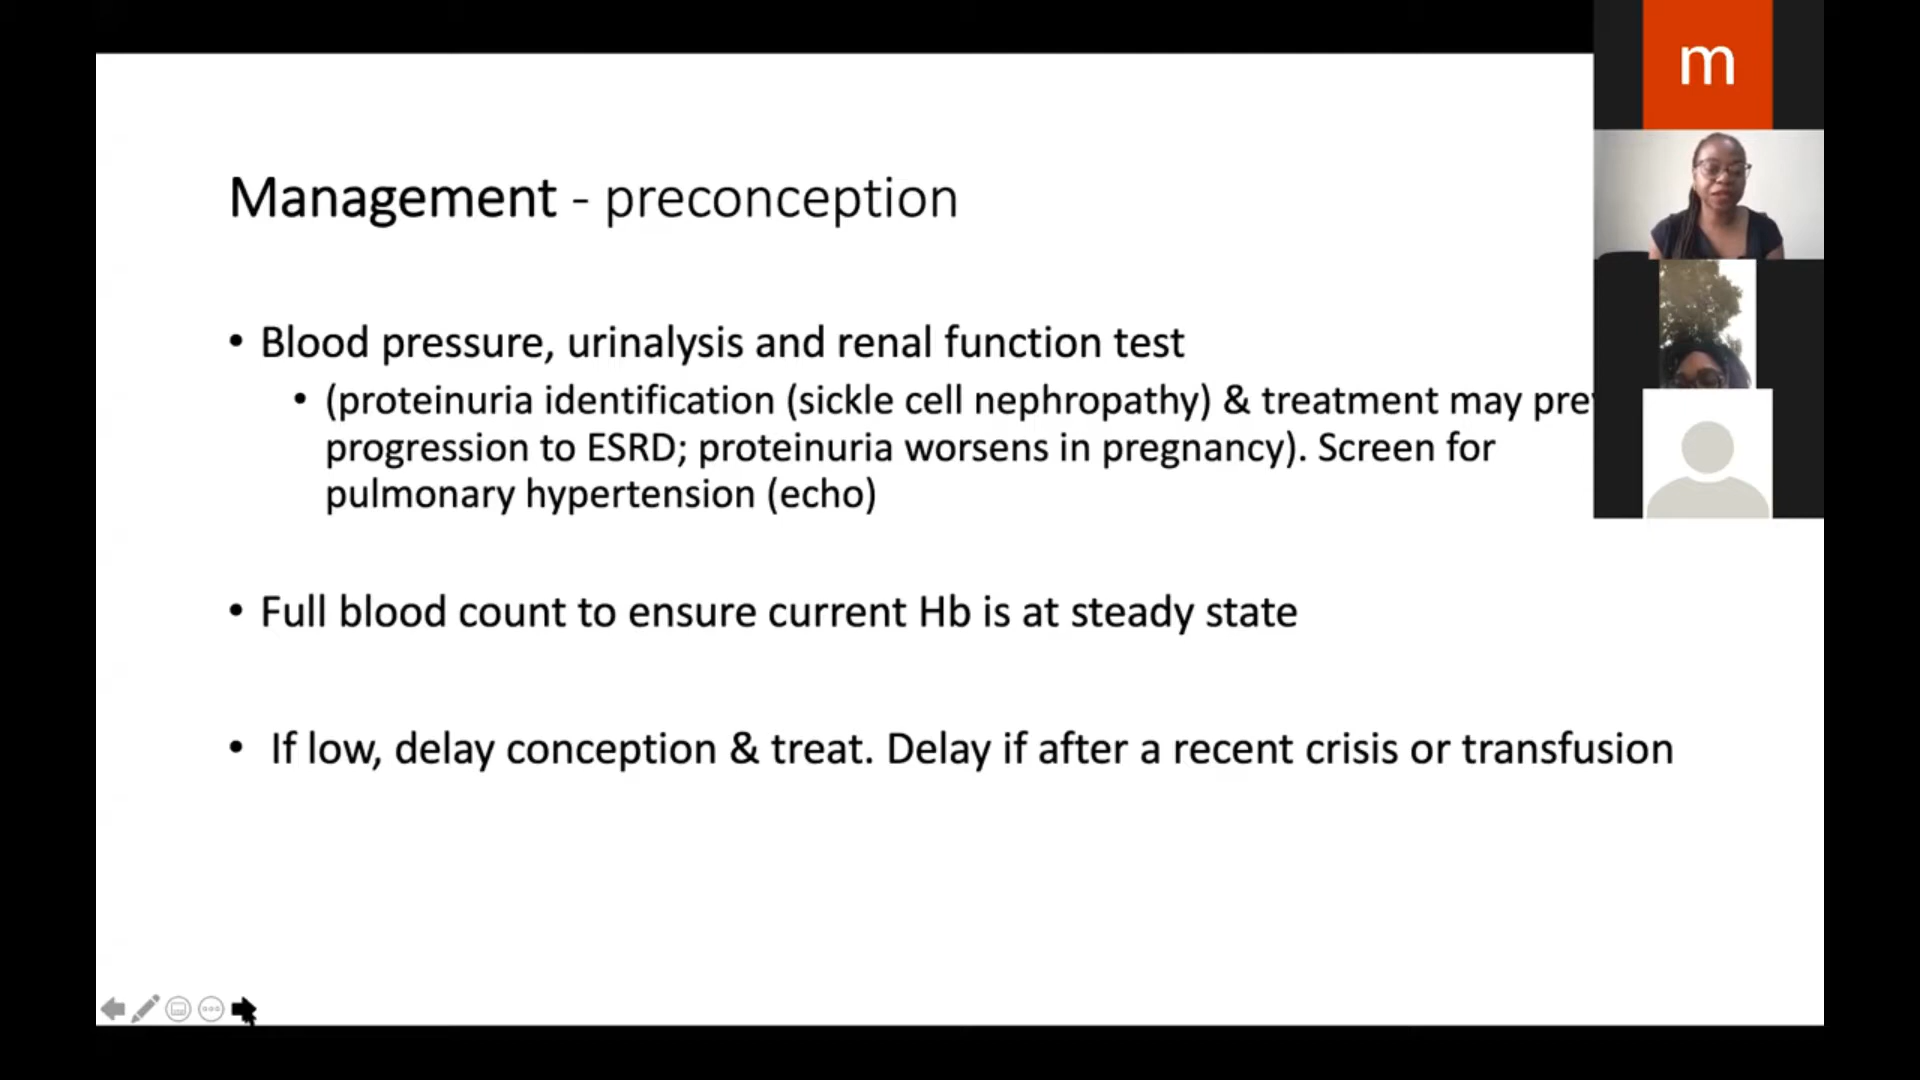 m
Management - preconception
• Blood pressure, urinalysis and renal function test
• (proteinuria identification (sickle cell nephropathy) & treatment may
progression to ESRD; proteinuria worsens in pregnancy). Screen for
pulmonary hypertension (echo)
• Full blood count to ensure current Hb is at steady state
• If low, delay conception & treat. Delay if after a recent crisis or transfusion